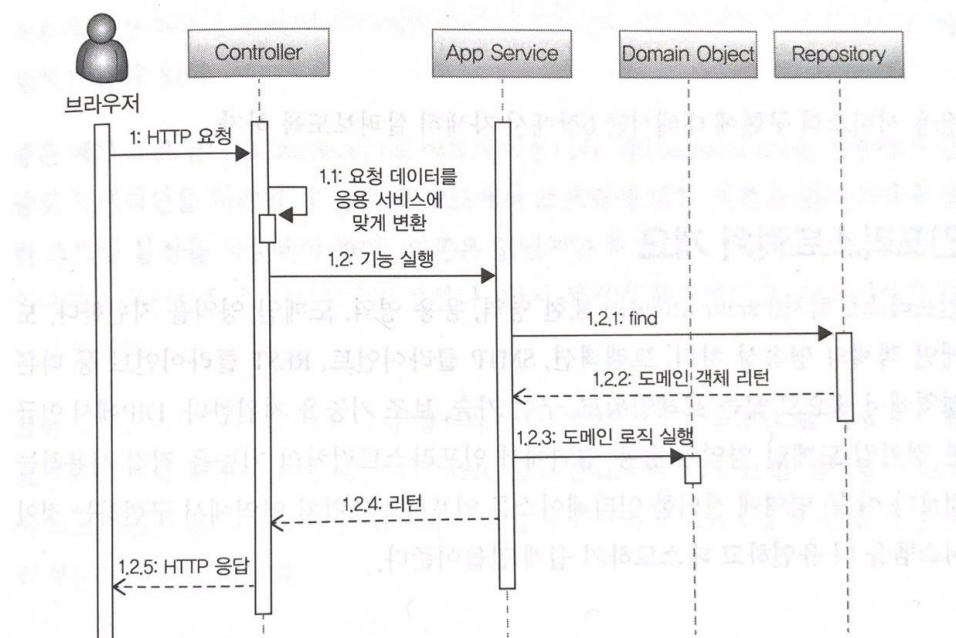 Controller
App Service
Domain Object
Repository
브라우저
1: HTTP 요청
1.1: 요청 데이터를
응용 서비스에
맞게 변환
1.2: 기능 실행
1.2.1: find
1.2.2: 도메인 객체 리턴
1.2.3: 도메인 로직 실행
1.2.4: 리턴
1.2.5: HTTP 응답